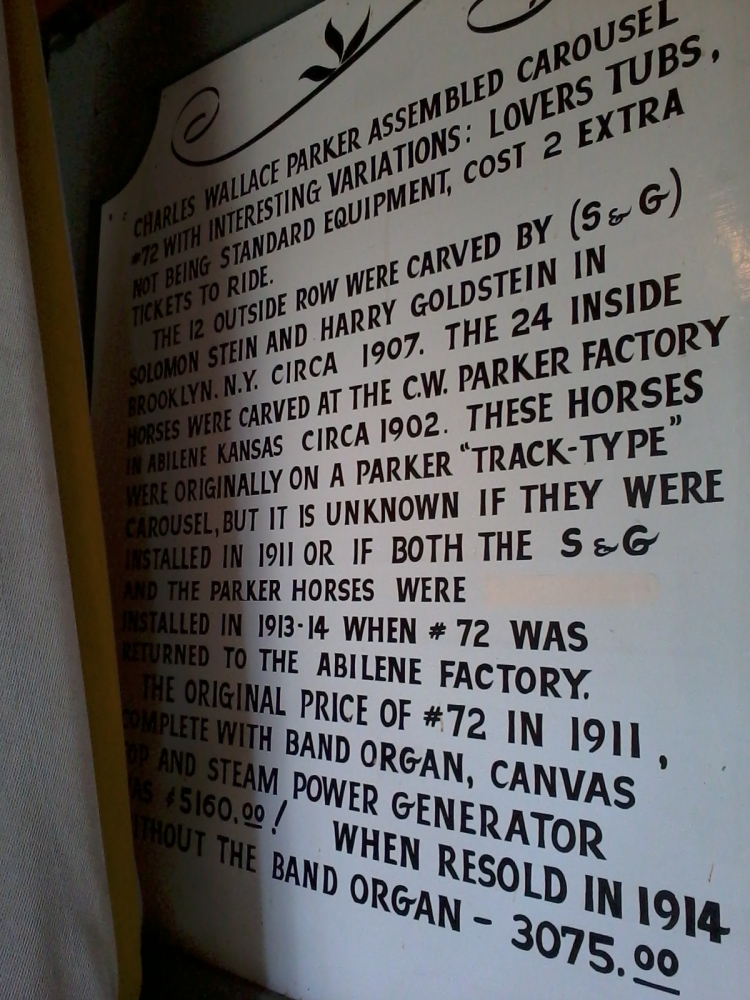 CHARLES WALLACE PARKER ASSEMBLED CAROUSEL
#72 WITH INTERESTING VARIATIONS: LOVERS TUBS,
NOT BEING STANDARD EQUIPMENT, COST 2 EXTRA
TICKETS TO RIDE.
THE 12 OUTSIDE ROW WERE CARVED BY (S & G)
SOLOMON STEIN AND HARRY GOLDSTEIN IN
BROOKLYN. N.Y. CIRCA 1907. THE 24 INSIDE
HORSES WERE CARVED AT THE C.W. PARKER FACTORY
IN ABILENE KANSAS CIRCA 1902. THESE HORSES
WERE ORIGINALLY ON A PARKER "TRACK-TYPE"
CAROUSEL, BUT IT IS UNKNOWN IF THEY WERE
INSTALLED IN 1911 OR IF BOTH THE S & G
AND THE PARKER HORSES WERE
INSTALLED IN 1913-14 WHEN #72 WAS
RETURNED TO THE ABILENE FACTORY.
THE ORIGINAL PRICE OF #72 IN 1911,
COMPLETE WITH BAND ORGAN, CANVAS
TOP AND STEAM POWER GENERATOR
WAS $5160.00! WHEN RESOLD IN 1914
WITHOUT THE BAND ORGAN - 3075.00